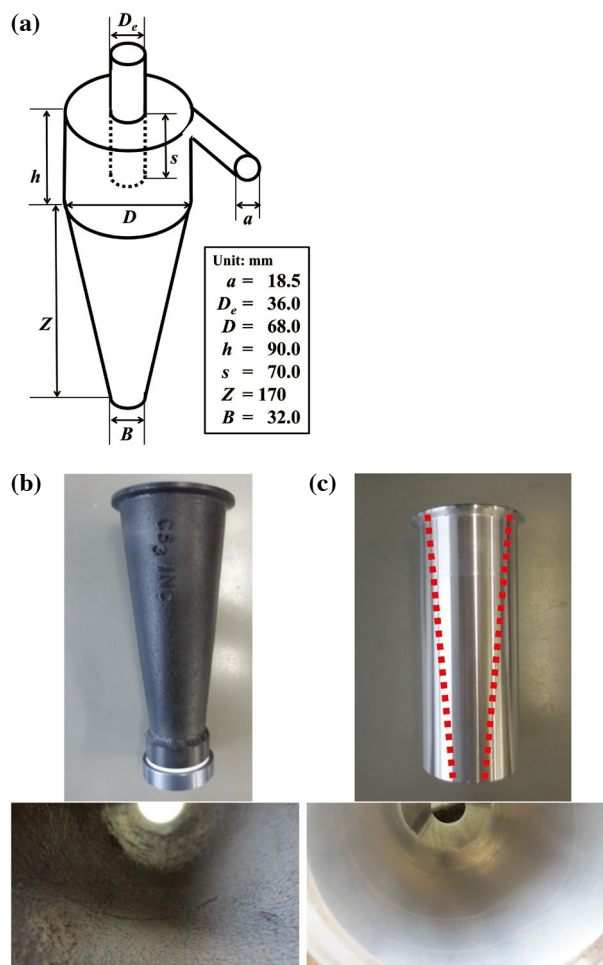 (a)
Dₑ
s
h
D
a
Z
B
Unit: mm
a = 18.5
Dₑ = 36.0
D = 68.0
h = 90.0
s = 70.0
Z = 170
B = 32.0
(b)
(c)
CS3 INC